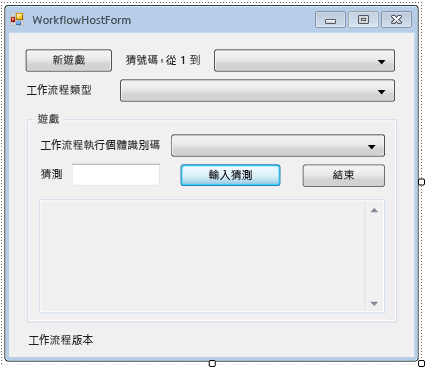 WorkflowHostForm
新遊戲 猜號碼，從 1 到
工作流程類型
遊戲
工作流程執行個體識別碼
猜測 輸入猜測 結束
工作流程版本